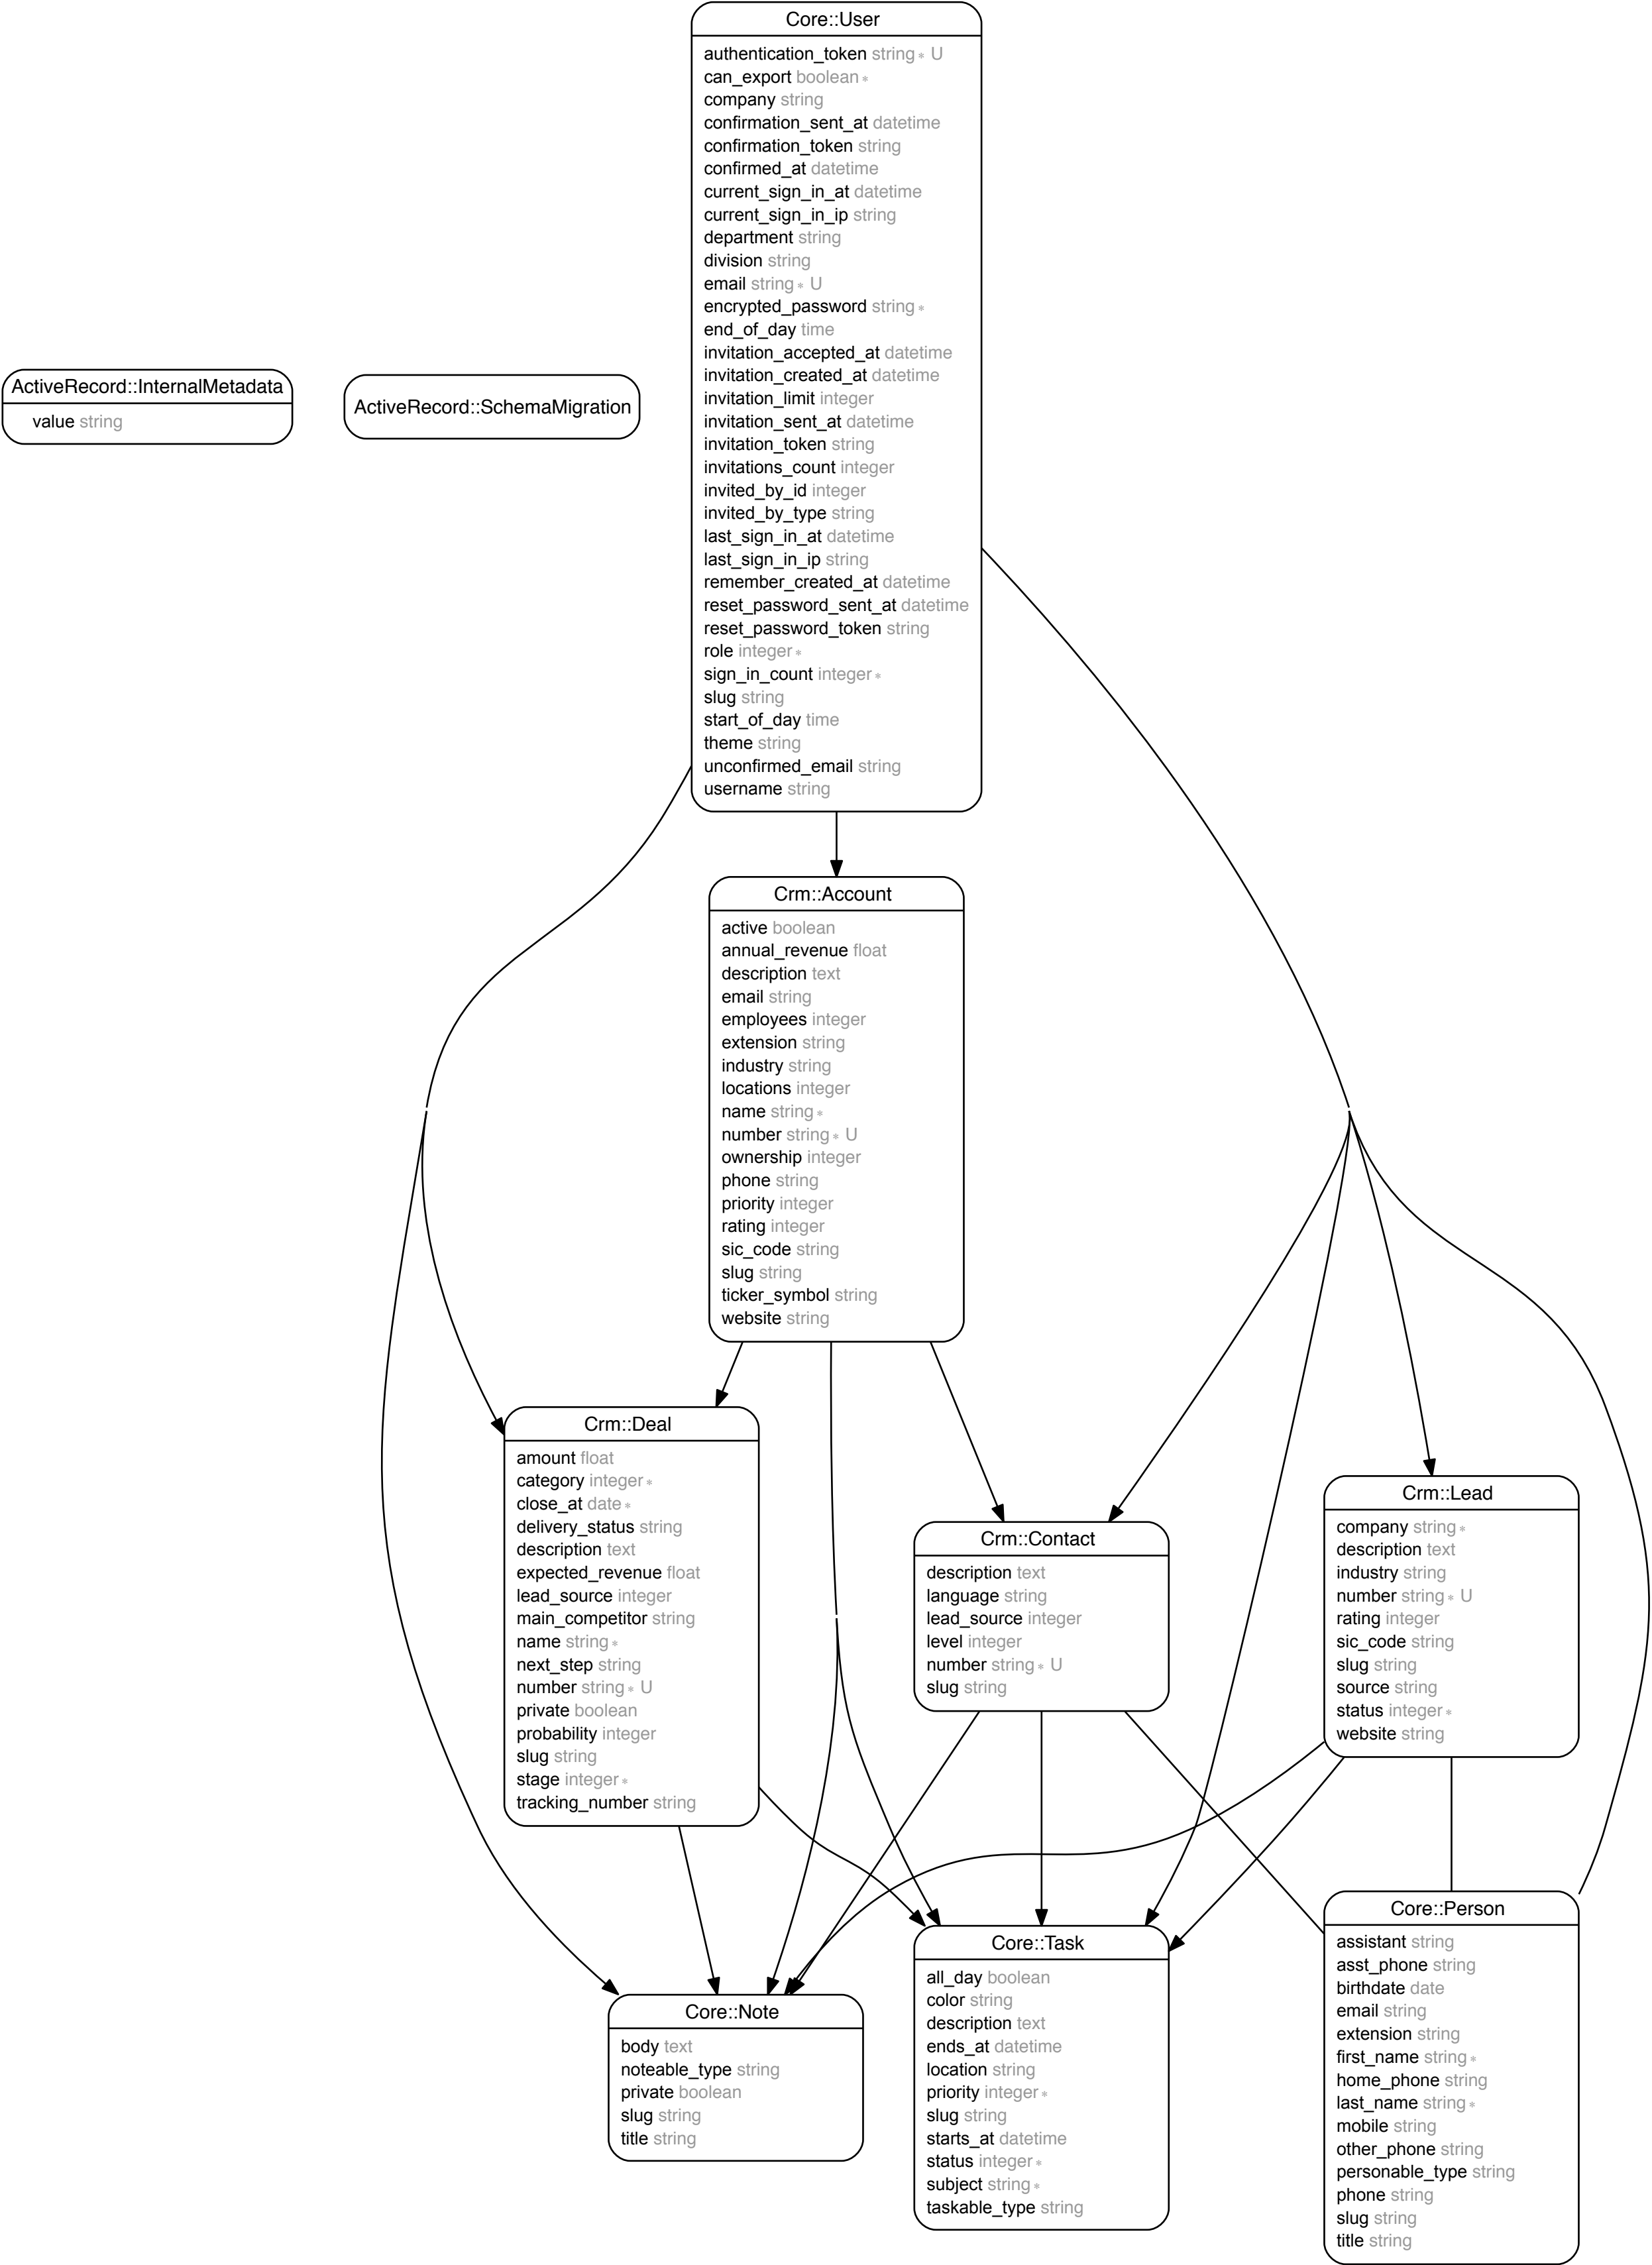 Core::User
authentication_token string * U
can_export boolean *
company string
confirmation_sent_at datetime
confirmation_token string
confirmed_at datetime
current_sign_in_at datetime
current_sign_in_ip string
department string
division string
email string * U
encrypted_password string *
end_of_day time
invitation_accepted_at datetime
invitation_created_at datetime
invitation_limit integer
invitation_sent_at datetime
invitation_token string
invitations_count integer
invited_by_id integer
invited_by_type string
last_sign_in_at datetime
last_sign_in_ip string
remember_created_at datetime
reset_password_sent_at datetime
reset_password_token string
role integer *
sign_in_count integer *
slug string
start_of_day time
theme string
unconfirmed_email string
username string
ActiveRecord::InternalMetadata
value string
ActiveRecord::SchemaMigration
Crm::Account
active boolean
annual_revenue float
description text
email string
employees integer
extension string
industry string
locations integer
name string *
number string * U
ownership integer
phone string
priority integer
rating integer
sic_code string
slug string
ticker_symbol string
website string
Crm::Deal
amount float
category integer *
close_at date *
delivery_status string
description text
expected_revenue float
lead_source integer
main_competitor string
name string *
next_step string
number string * U
private boolean
probability integer
slug string
stage integer *
tracking_number string
Crm::Contact
description text
language string
lead_source integer
level integer
number string * U
slug string
Crm::Lead
company string *
description text
industry string
number string * U
rating integer
sic_code string
slug string
source string
status integer *
website string
Core::Note
body text
noteable_type string
private boolean
slug string
title string
Core::Task
all_day boolean
color string
description text
ends_at datetime
location string
priority integer *
slug string
starts_at datetime
status integer *
subject string *
taskable_type string
Core::Person
assistant string
asst_phone string
birthdate date
email string
extension string
first_name string *
home_phone string
last_name string *
mobile string
other_phone string
personable_type string
phone string
slug string
title string